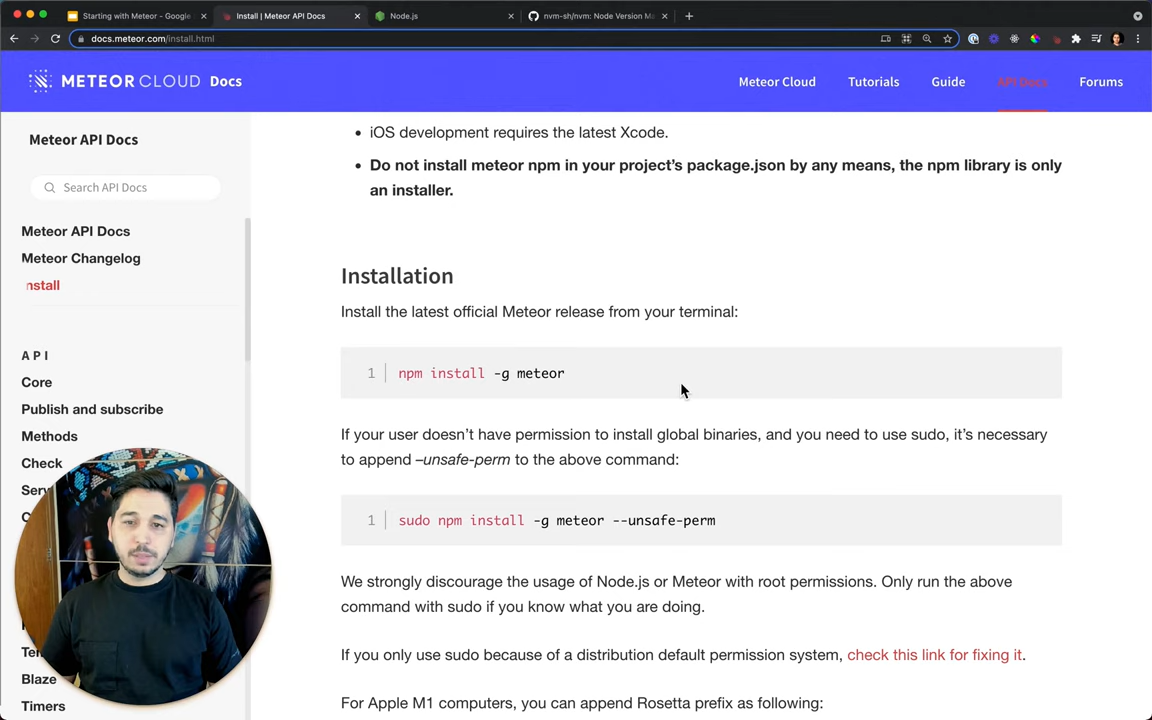 Starting with Meteor - Google
Install | Meteor API Docs
Node.js
nvm-sh/nvm: Node Version Ma
docs.meteor.com/install.html
METEOR CLOUD Docs
Meteor Cloud
Tutorials
Guide
API Docs
Forums
Meteor API Docs
Search API Docs
Meteor API Docs
Meteor Changelog
nstall
API
Core
Publish and subscribe
Methods
Check
Serv
Te
Blaze
Timers
iOS development requires the latest Xcode.
Do not install meteor npm in your project’s package.json by any means, the npm library is only
an installer.
Installation
Install the latest official Meteor release from your terminal:
1 npm install -g meteor
If your user doesn’t have permission to install global binaries, and you need to use sudo, it’s necessary
to append –unsafe-perm to the above command:
1 sudo npm install -g meteor --unsafe-perm
We strongly discourage the usage of Node.js or Meteor with root permissions. Only run the above
command with sudo if you know what you are doing.
If you only use sudo because of a distribution default permission system, check this link for fixing it.
For Apple M1 computers, you can append Rosetta prefix as following: